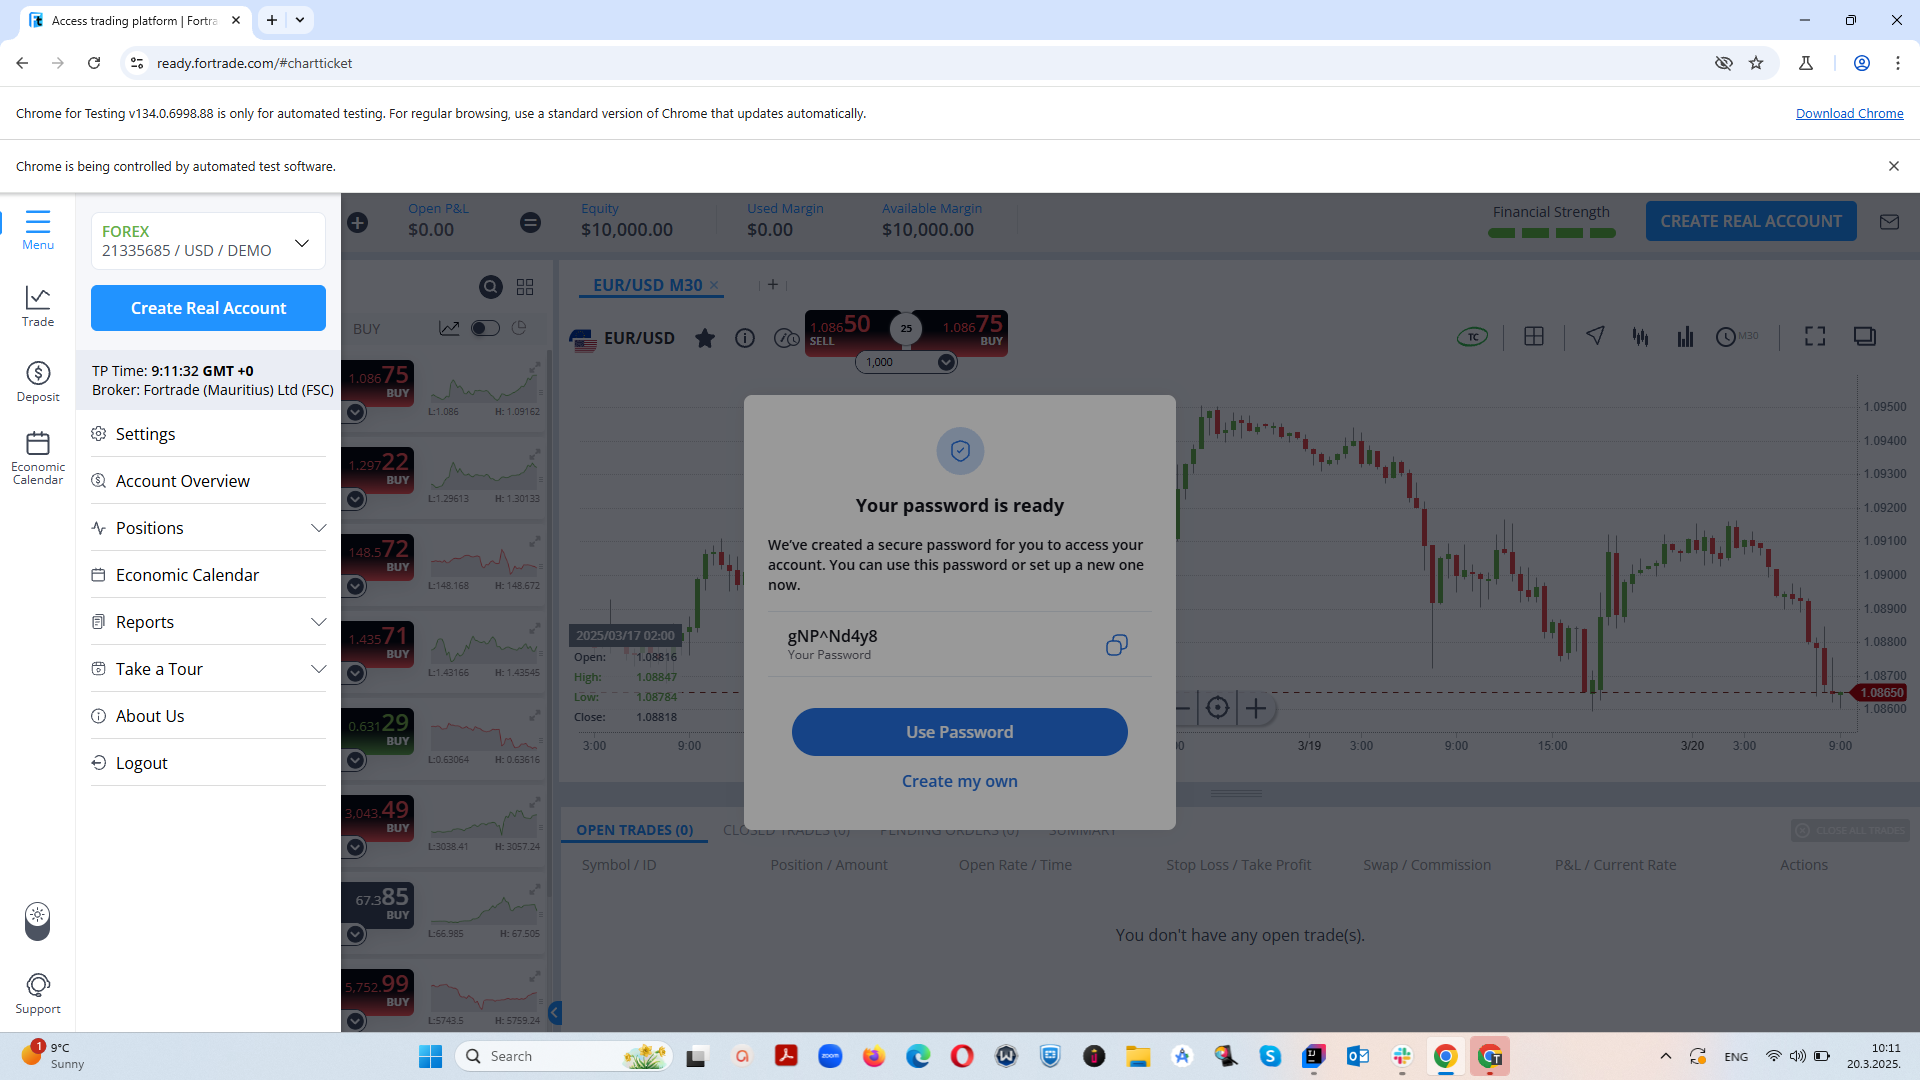 Access trading platform | Fortra
ready.fortrade.com/#chartticket
Chrome for Testing v134.0.6998.88 is only for automated testing. For regular browsing, use a standard version of Chrome that updates automatically.
Download Chrome
Chrome is being controlled by automated test software.
Menu
Trade
Deposit
Economic
Calendar
Support
FOREX
21335685 / USD / DEMO
Create Real Account
TP Time: 9:11:32 GMT +0
Broker: Fortrade (Mauritius) Ltd (FSC)
Settings
Account Overview
Positions
Economic Calendar
Reports
Take a Tour
About Us
Logout
Open P&L
$0.00
Equity
$10,000.00
Used Margin
$0.00
Available Margin
$10,000.00
Financial Strength
CREATE REAL ACCOUNT
BUY
1.08675
BUY
L:1.086 H: 1.09162
1.29722
BUY
L:1.29613 H: 1.30133
148.572
BUY
L:148.168 H: 148.672
1.43571
BUY
L:1.43166 H: 1.43545
0.63129
BUY
L:0.63064 H: 0.63616
3,043.49
BUY
L:3038.41 H: 3057.24
67.385
BUY
L:66.985 H: 67.505
5,752.99
BUY
L:5743.5 H: 5759.24
EUR/USD M30
EUR/USD
1.08650
SELL
25
1.08675
BUY
1,000
TC
M30
1.09500
1.09400
1.09300
1.09200
1.09100
1.09000
1.08900
1.08800
1.08700
1.08650
1.08600
2025/03/17 02:00
Open: 1.08816
High: 1.08847
Low: 1.08784
Close: 1.08818
3:00 9:00 00 3/19 3:00 9:00 15:00 3/20 3:00 9:00
Your password is ready
We've created a secure password for you to access your
account. You can use this password or set up a new one
now.
gNP^Nd4y8
Your Password
Use Password
Create my own
OPEN TRADES (0) CLOSED TRADES (0) PENDING ORDERS (0) SUMMARY
CLOSE ALL TRADES
Symbol / ID Position / Amount Open Rate / Time Stop Loss / Take Profit Swap / Commission P&L / Current Rate Actions
You don't have any open trade(s).
1
9°C
Sunny
Search
zoom
ENG
10:11
20.3.2025.